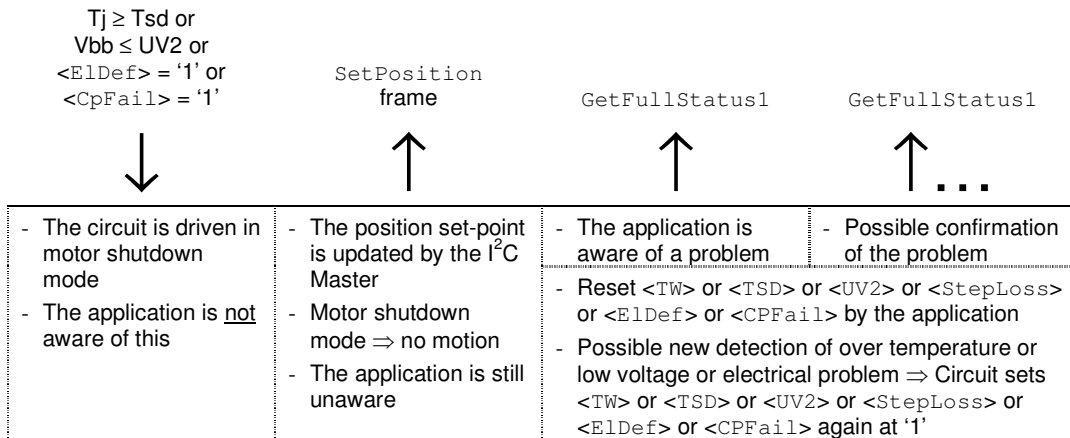 Tj ≥ Tsd or
Vbb ≤ UV2 or
<ElDef> = ‘1’ or
<CpFail> = ‘1’
SetPosition
frame
GetFullStatus1
GetFullStatus1
...
- The circuit is driven in
motor shutdown
mode
- The application is not
aware of this
- The position set-point
is updated by the I²C
Master
- Motor shutdown
mode ⇒ no motion
- The application is still
unaware
- The application is
aware of a problem
- Possible confirmation
of the problem
- Reset <TW> or <TSD> or <UV2> or <StepLoss>
or <ElDef> or <CPFail> by the application
- Possible new detection of over temperature or
low voltage or electrical problem ⇒ Circuit sets
<TW> or <TSD> or <UV2> or <StepLoss> or
<ElDef> or <CPFail> again at ‘1’